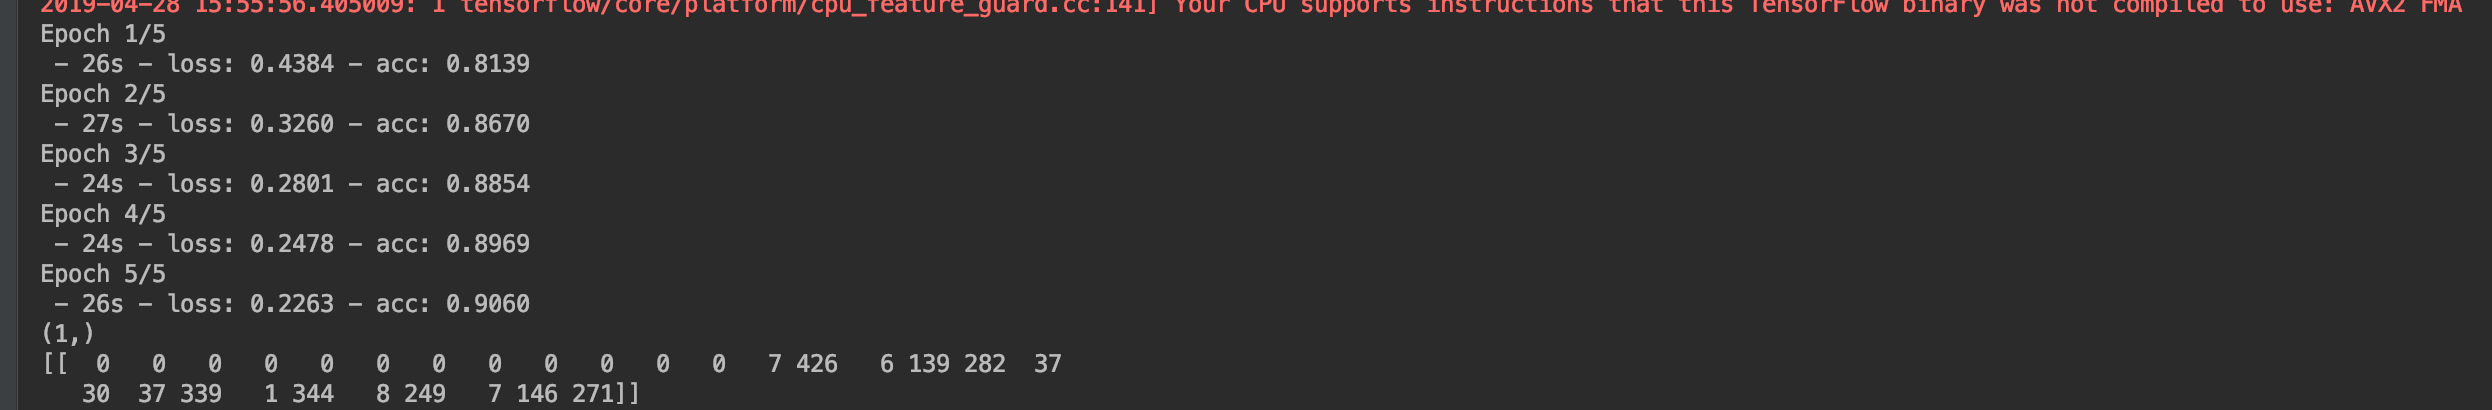 2019-04-28 15:55:56.405009: I tensorflow/core/platform/cpu_feature_guard.cc:141] Your CPU supports instructions that this TensorFlow binary was not compiled to use: AVX2 FMA
Epoch 1/5
 - 26s - loss: 0.4384 - acc: 0.8139
Epoch 2/5
 - 27s - loss: 0.3260 - acc: 0.8670
Epoch 3/5
 - 24s - loss: 0.2801 - acc: 0.8854
Epoch 4/5
 - 24s - loss: 0.2478 - acc: 0.8969
Epoch 5/5
 - 26s - loss: 0.2263 - acc: 0.9060
(1,)
[[  0   0   0   0   0   0   0   0   0   0   0   0   7 426   6 139 282  37
   30  37 339   1 344   8 249   7 146 271]]